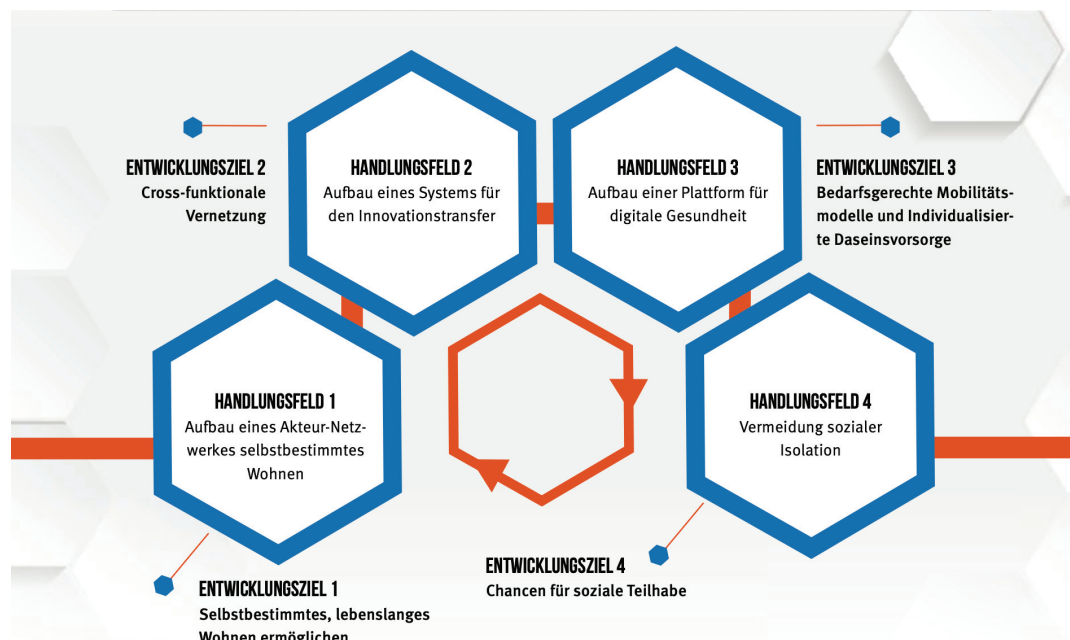 ENTWICKLUNGSZIEL 2
Cross-funktionale
Vernetzung
HANDLUNGSFELD 2
Aufbau eines Systems für
den Innovationstransfer
HANDLUNGSFELD 3
Aufbau einer Plattform für
digitale Gesundheit
ENTWICKLUNGSZIEL 3
Bedarfsgerechte Mobilitäts-
modelle und Individualisier-
te Daseinsvorsorge
HANDLUNGSFELD 1
Aufbau eines Akteur-Netz-
werkes selbstbestimmtes
Wohnen
HANDLUNGSFELD 4
Vermeidung sozialer
Isolation
ENTWICKLUNGSZIEL 4
Chancen für soziale Teilhabe
ENTWICKLUNGSZIEL 1
Selbstbestimmtes, lebenslanges
Wohnen ermöglichen